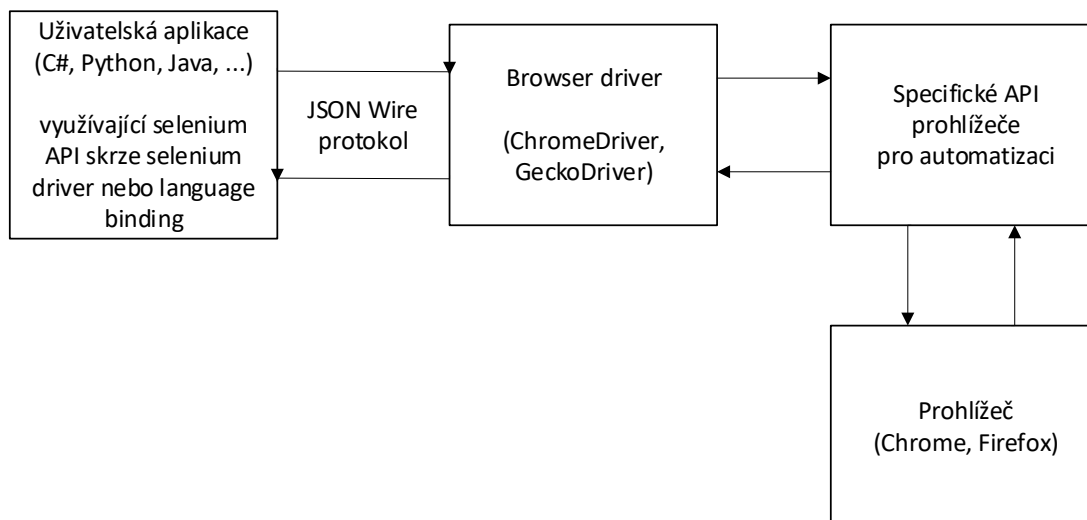 Uživatelská aplikace
(C#, Python, Java, ...)
využívající selenium
API skrze selenium
driver nebo language
binding
JSON Wire
protokol
Browser driver
(ChromeDriver,
GeckoDriver)
Specifické API
prohlížeče
pro automatizaci
Prohlížeč
(Chrome, Firefox)